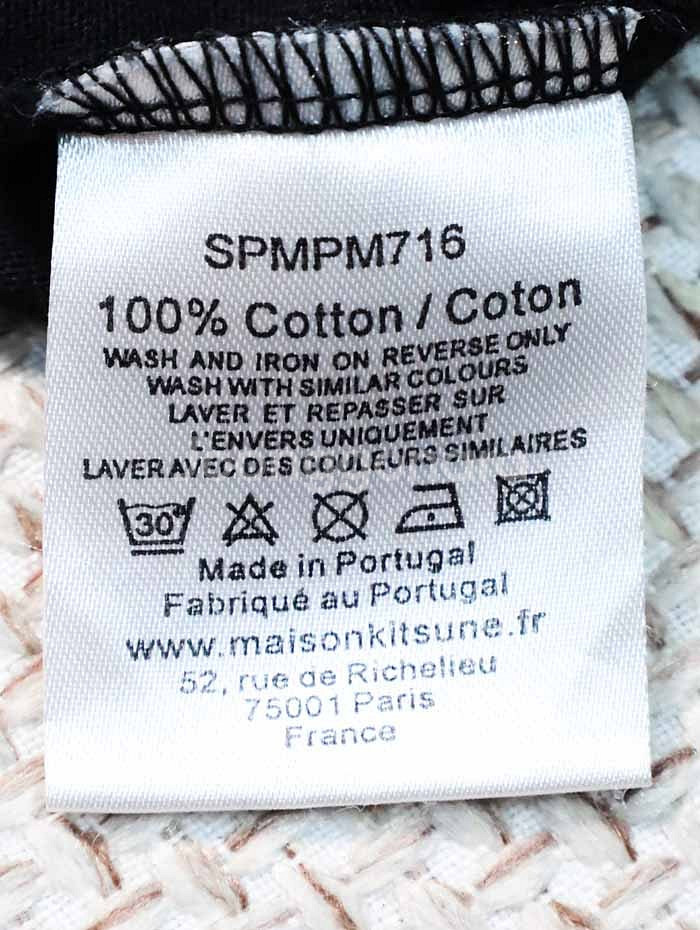 SPMPM716
100% Cotton / Coton
WASH AND IRON ON REVERSE ONLY
WASH WITH SIMILAR COLOURS
LAVER ET REPASSER SUR
L'ENVERS UNIQUEMENT
LAVER AVEC DES COULEURS SIMILAIRES
30°
Made in Portugal
Fabriqué au Portugal
www.maisonkitsune.fr
52, rue de Richelieu
75001 Paris
France